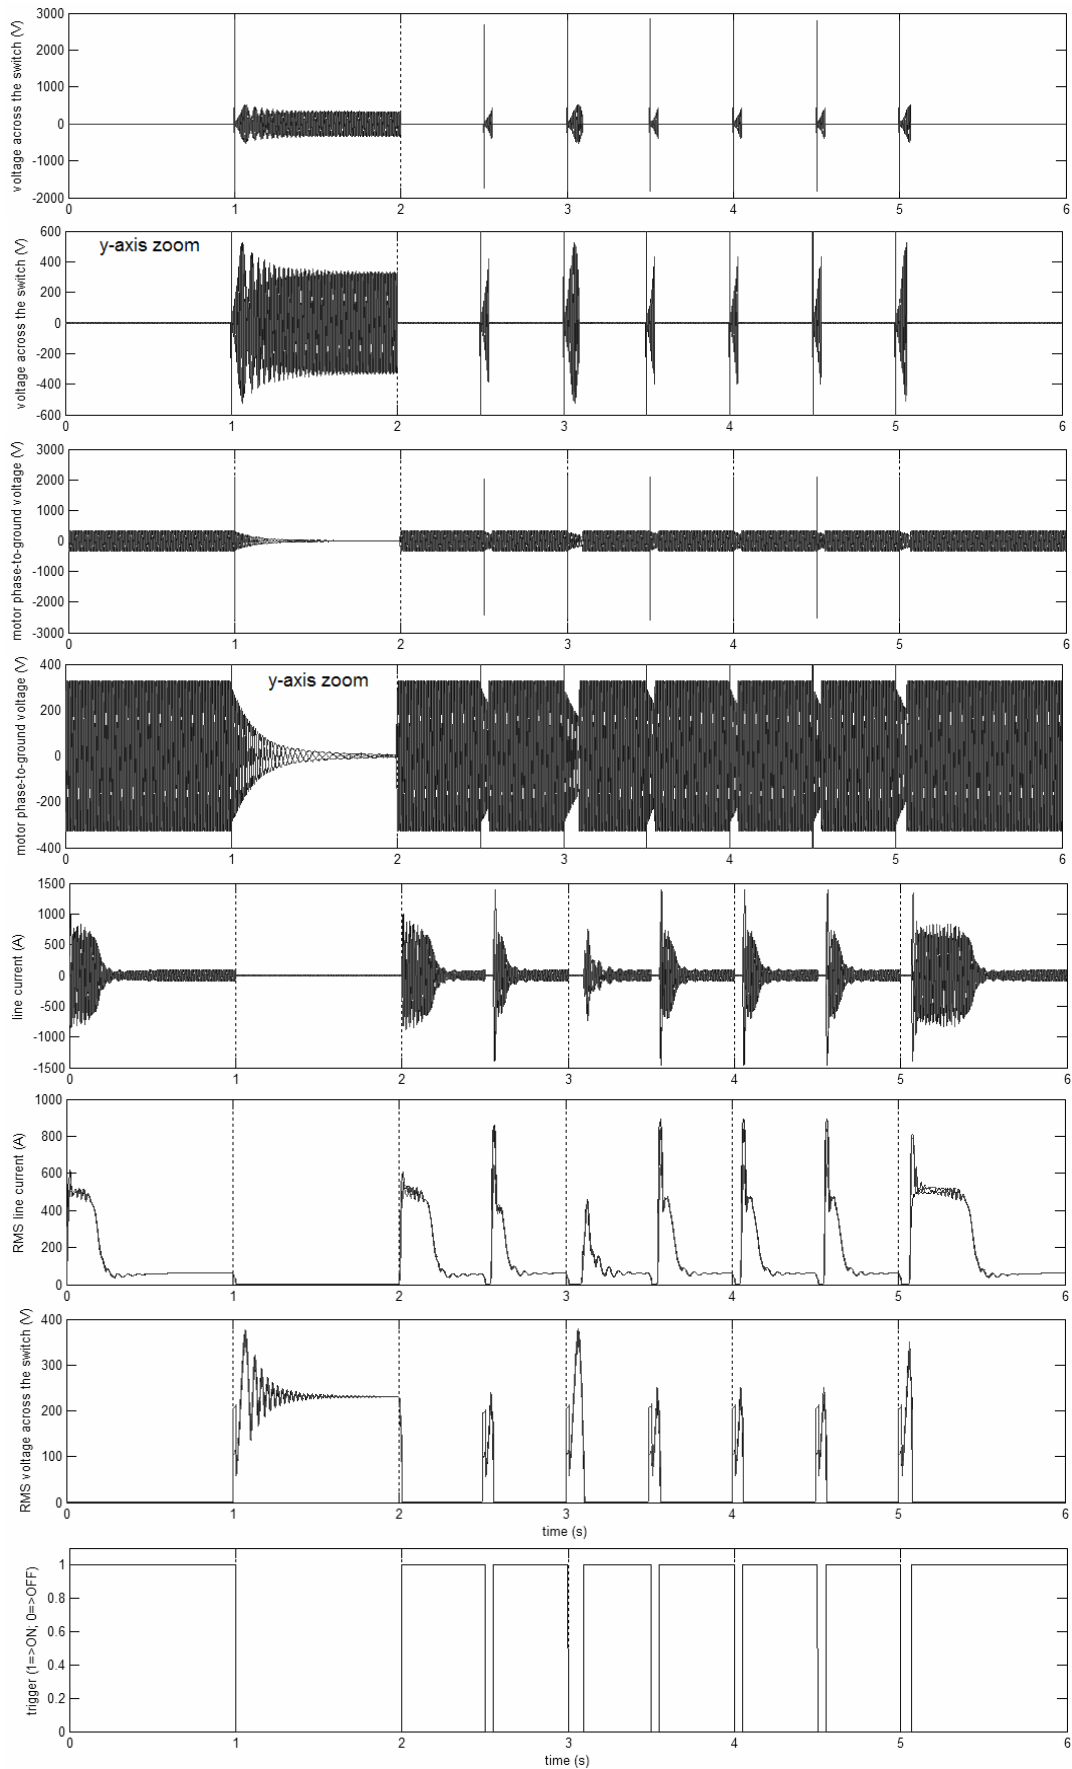 voltage across the switch (V)
3000
2000
1000
0
-1000
-2000
0 1 2 3 4 5 6
voltage across the switch (V)
y-axis zoom
600
400
200
0
-200
-400
-600
0 1 2 3 4 5 6
motor phase-to-ground voltage (V)
3000
2000
1000
0
-1000
-2000
-3000
0 1 2 3 4 5 6
motor phase-to-ground voltage (V)
y-axis zoom
400
200
0
-200
-400
0 1 2 3 4 5 6
line current (A)
1500
1000
500
0
-500
-1000
-1500
0 1 2 3 4 5 6
RMS line current (A)
1000
800
600
400
200
0
0 1 2 3 4 5 6
RMS voltage across the switch (V)
400
300
200
100
0
0 1 2 3 4 5 6
time (s)
trigger (1=>ON; 0=>OFF)
1
0.8
0.6
0.4
0.2
0
0 1 2 3 4 5 6
time (s)